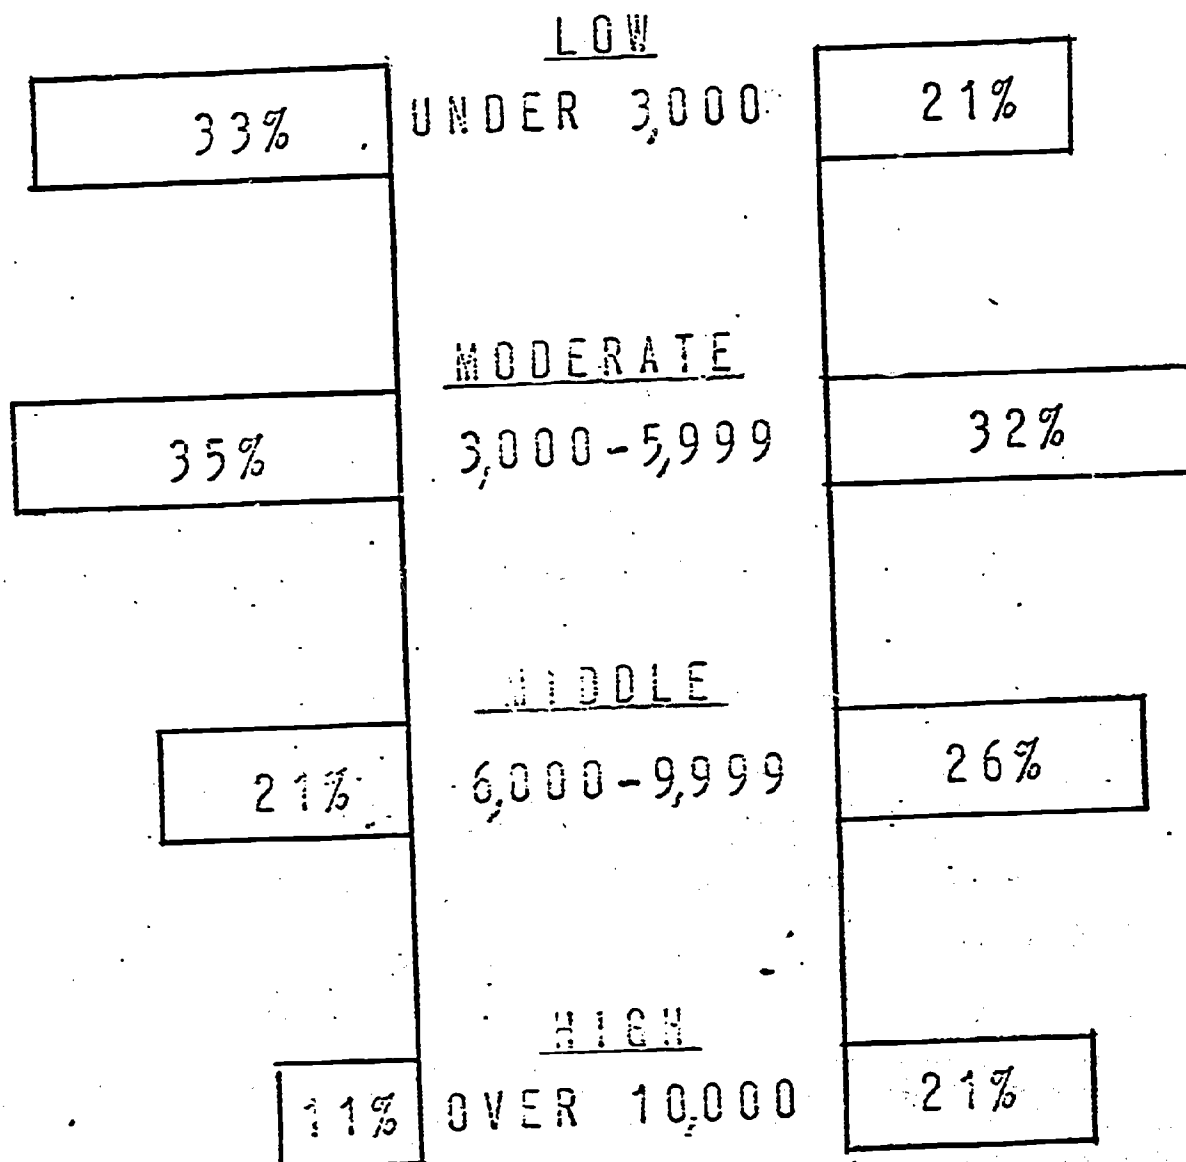 LOW
33% UNDER 3,000 21%
MODERATE
35% 3,000-5,999 32%
MIDDLE
21% 6,000-9,999 26%
HIGH
11% OVER 10,000 21%